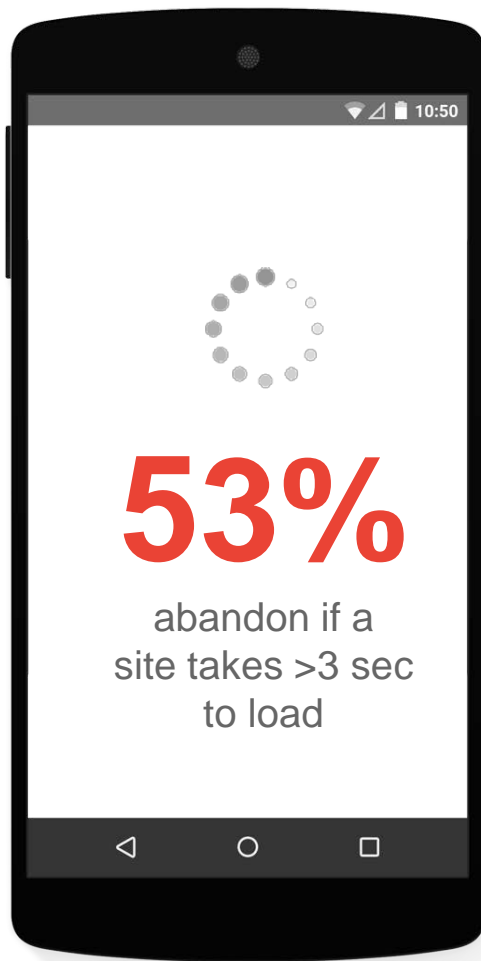 10:50
53%
abandon if a
site takes >3 sec
to load